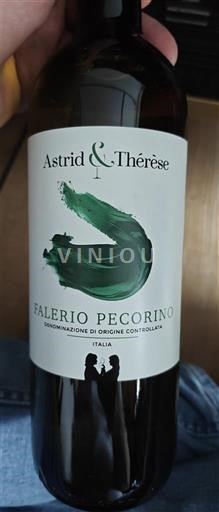 Astrid & Thérèse
VINIOU
FALERIO PECORINO
DENOMINAZIONE DI ORIGINE CONTROLLATA
ITALIA